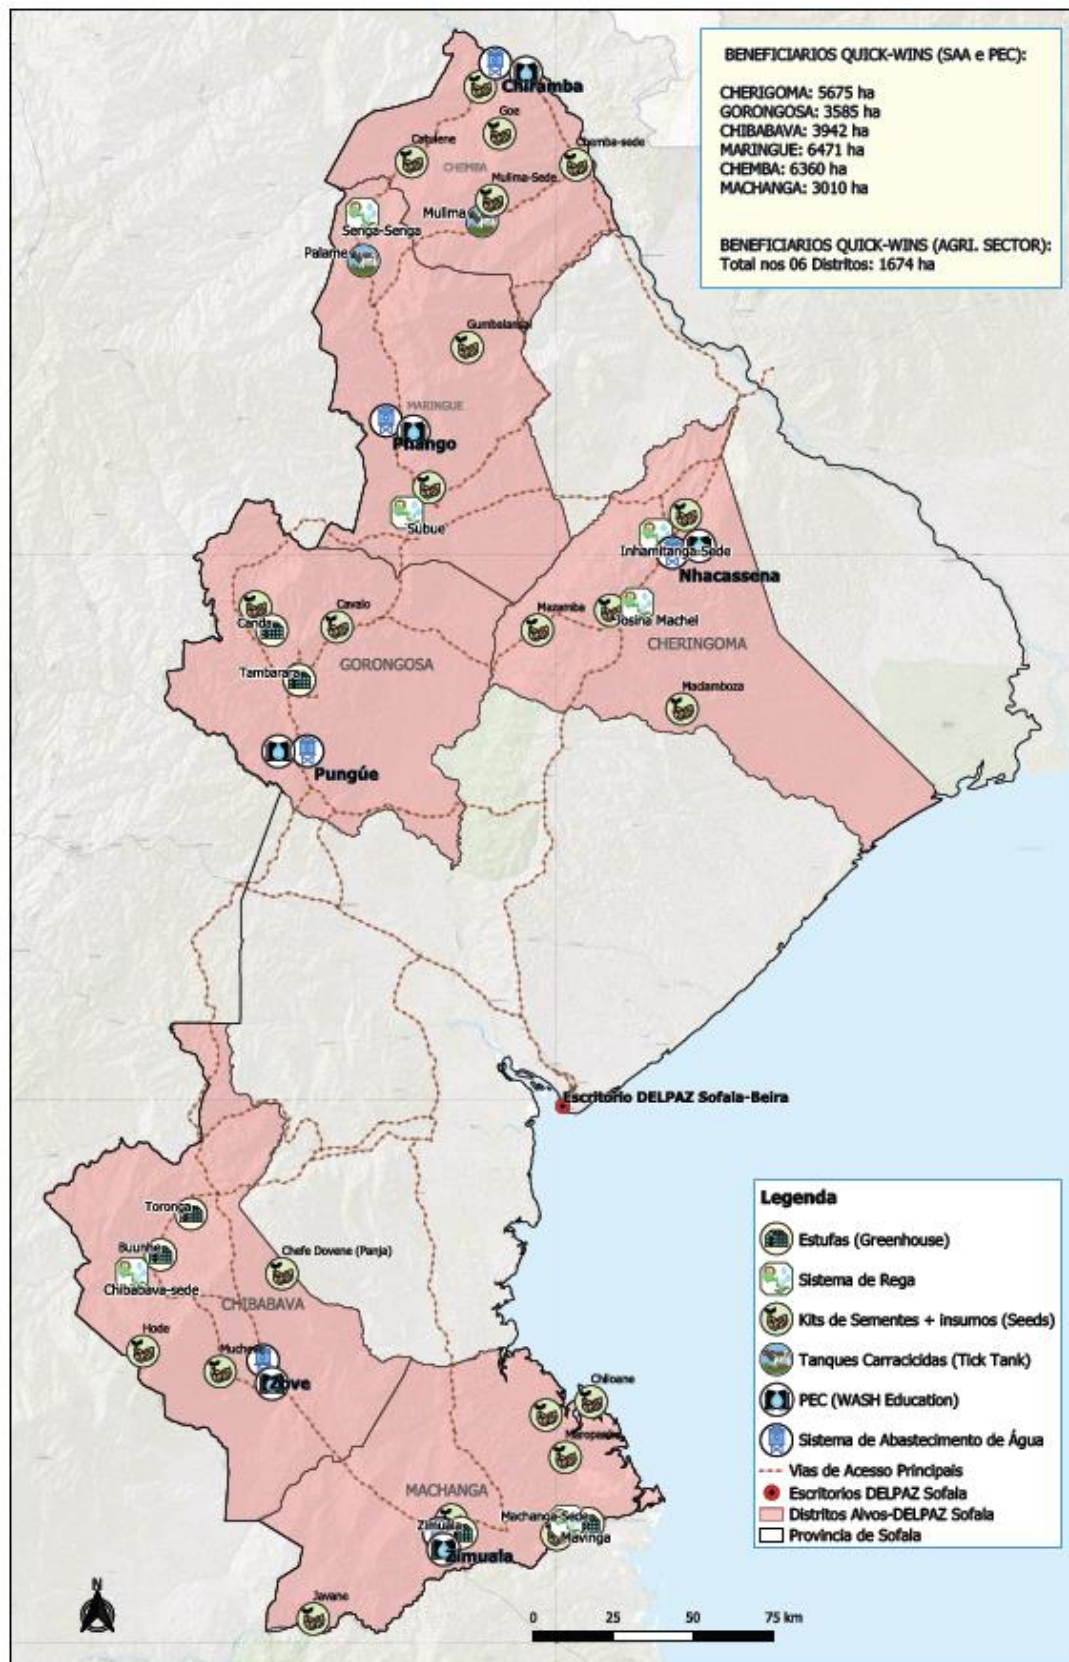 BENEFICIARIOS QUICK-WINS (SAA e PEC):
CHERIGOMA: 5675 ha
GORONGOSA: 3585 ha
CHIBABAVA: 3942 ha
MARINGUE: 6471 ha
CHEMBA: 6360 ha
MACHANGA: 3010 ha
BENEFICIARIOS QUICK-WINS (AGRI. SECTOR):
Total nos 06 Distritos: 1674 ha
Chiramba
Goe
Catulene
Chemba-sede
CHEMBA
Mulima-Sede
Mulima
Senga-Senga
Palame
MARINGUE
Phango
Subue
Inhamitanga-Sede
Nhacassena
Canda
Cavalo
Mazamba
Josina Machel
CHERINGOMA
GORONGOSA
Tambarara
Madamboza
Pungúe
Escritorio DELPAZ Sofala-Beira
Toronga
Buunhe
Chefe Dovene (Panja)
Chibabava-sede
CHIBABAVA
Hode
Chiloane
MACHANGA
Machanga-Sede
Zimuala
Mavinga
Zimuala
Javane
Legenda
Estufas (Greenhouse)
Sistema de Rega
Kits de Sementes + insumos (Seeds)
Tanques Carracicidas (Tick Tank)
PEC (WASH Education)
Sistema de Abastecimento de Água
Vias de Acesso Principais
Escritorios DELPAZ Sofala
Distritos Alvos-DELPAZ Sofala
Provincia de Sofala
N
0 25 50 75 km